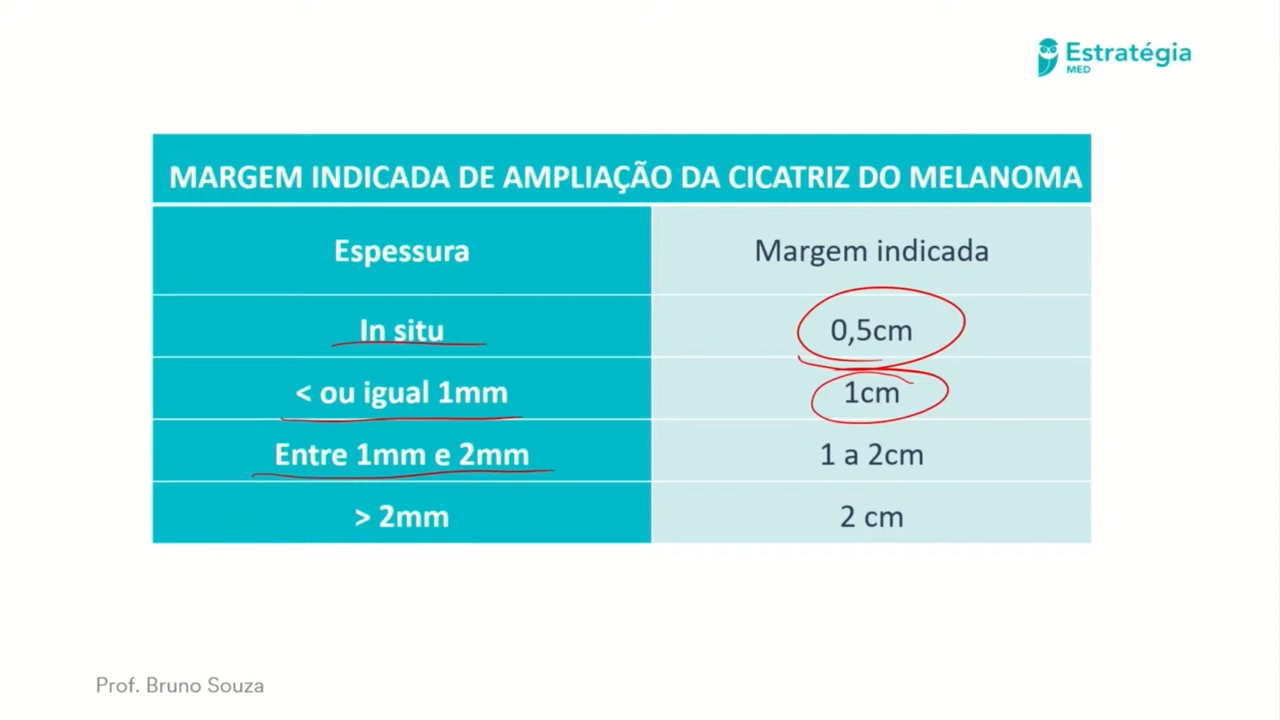 Estratégia
MED
MARGEM INDICADA DE AMPLIAÇÃO DA CICATRIZ DO MELANOMA
Espessura Margem indicada
In situ 0,5cm
< ou igual 1mm 1cm
Entre 1mm e 2mm 1 a 2cm
> 2mm 2 cm
Prof. Bruno Souza